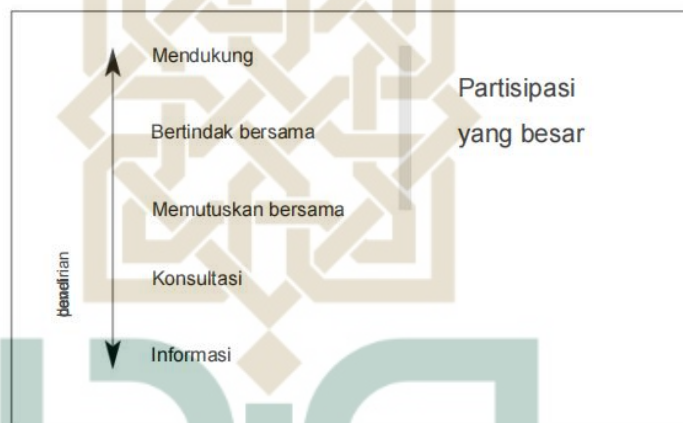 Mendukung
Partisipasi
Bertindak bersama
yang besar
Memutuskan bersama
Konsultasi
Informasi